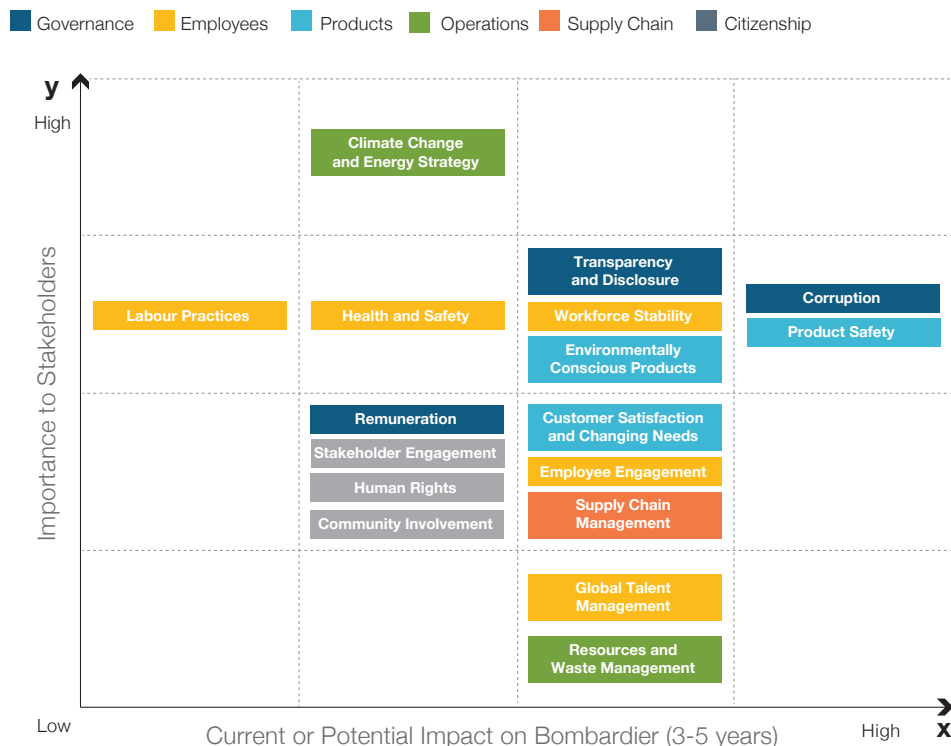 Governance
Employees
Products
Operations
Supply Chain
Citizenship
y
High
Importance to Stakeholders
Climate Change
and Energy Strategy
Transparency
and Disclosure
Corruption
Labour Practices
Health and Safety
Workforce Stability
Product Safety
Environmentally
Conscious Products
Remuneration
Customer Satisfaction
and Changing Needs
Stakeholder Engagement
Employee Engagement
Human Rights
Supply Chain
Management
Community Involvement
Global Talent
Management
Resources and
Waste Management
Low
Current or Potential Impact on Bombardier (3-5 years)
High
x